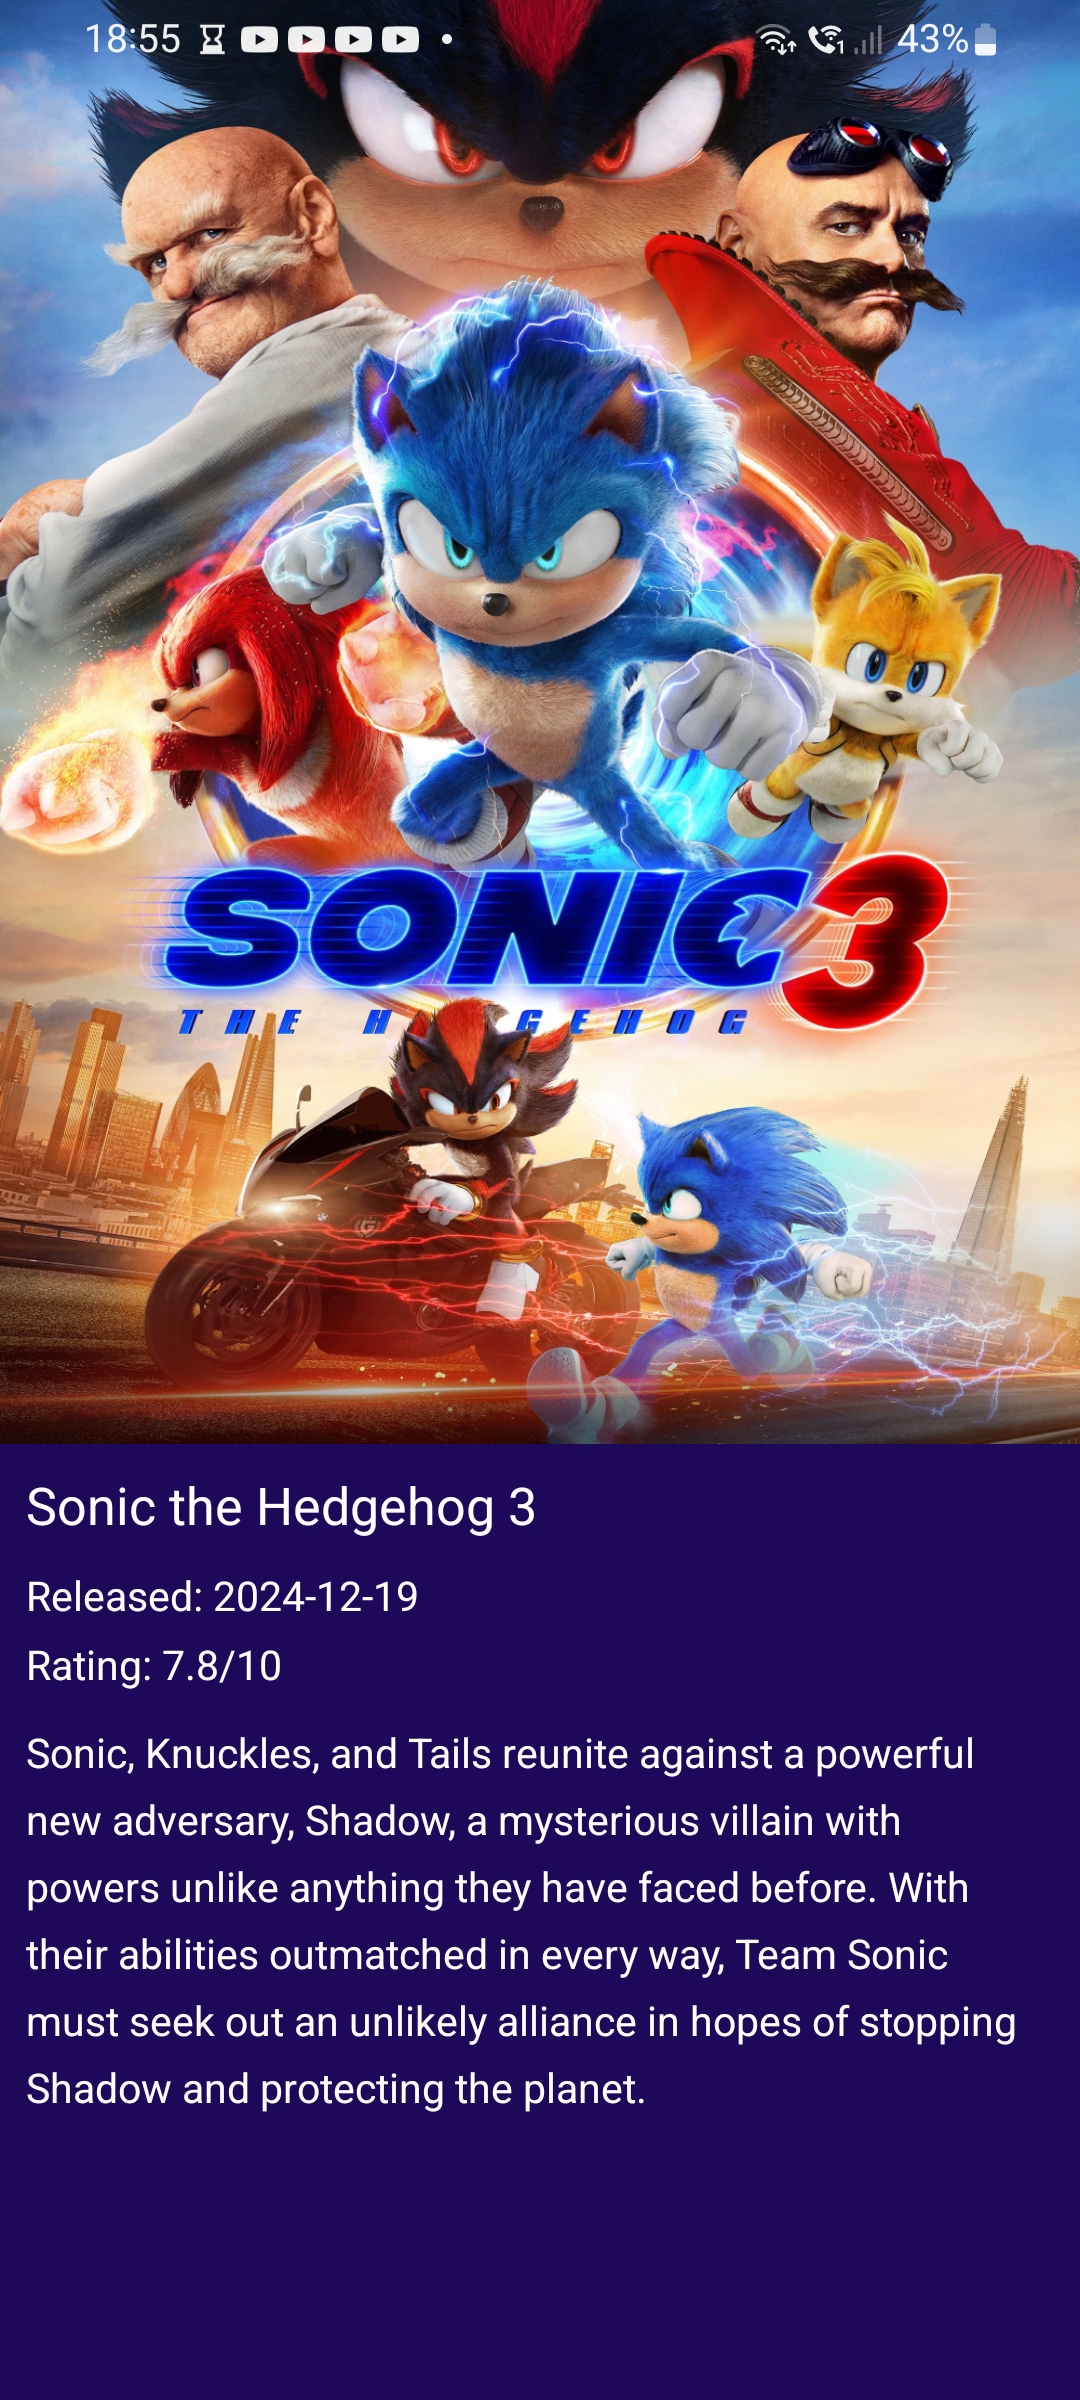 18:55
43%
SONIC 3
THE H GEHOG
Sonic the Hedgehog 3
Released: 2024-12-19
Rating: 7.8/10
Sonic, Knuckles, and Tails reunite against a powerful
new adversary, Shadow, a mysterious villain with
powers unlike anything they have faced before. With
their abilities outmatched in every way, Team Sonic
must seek out an unlikely alliance in hopes of stopping
Shadow and protecting the planet.